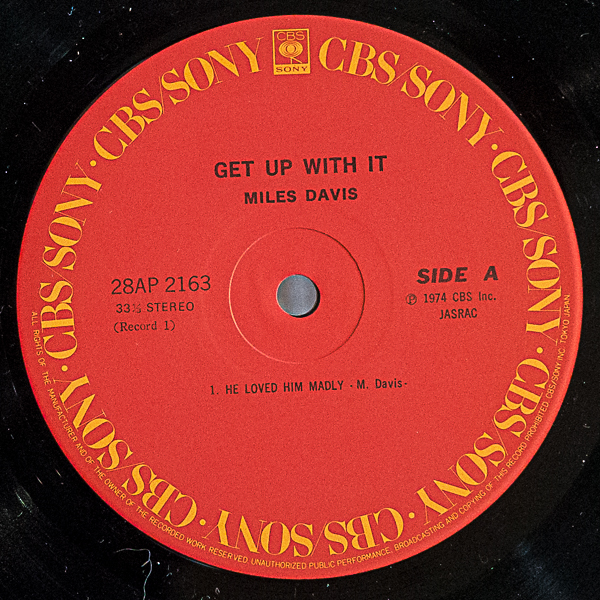 CBS
SONY
CBS/SONY · CBS/SONY · CBS/SONY · CBS/SONY · CBS/SONY · CBS/SONY · CBS/SONY · CBS/SONY
GET UP WITH IT
MILES DAVIS
28AP 2163
33⅓ STEREO
(Record 1)
SIDE A
Ⓟ 1974 CBS Inc.
JASRAC
1. HE LOVED HIM MADLY -M. Davis-
ALL RIGHTS OF THE MANUFACTURER AND OF THE OWNER OF THE RECORDED WORK RESERVED. UNAUTHORIZED PUBLIC PERFORMANCE, BROADCASTING AND COPYING OF THIS RECORD PROHIBITED. CBS/SONY INC. TOKYO JAPAN.